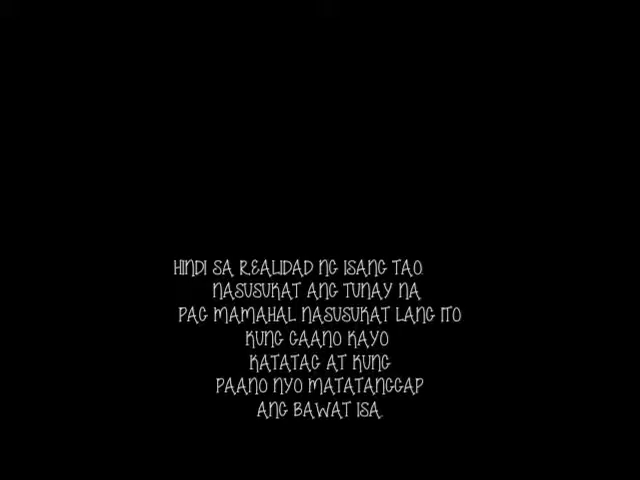 HINDI SA REALIDAD NG ISANG TAO.
NASUSUKAT ANG TUNAY NA
PAG MAMAHAL. NASUSUKAT LANG ITO
KUNG GAANO KAYO
KATATAG AT KUNG
PAANO NYO MATATANGGAP
ANG BAWAT ISA.